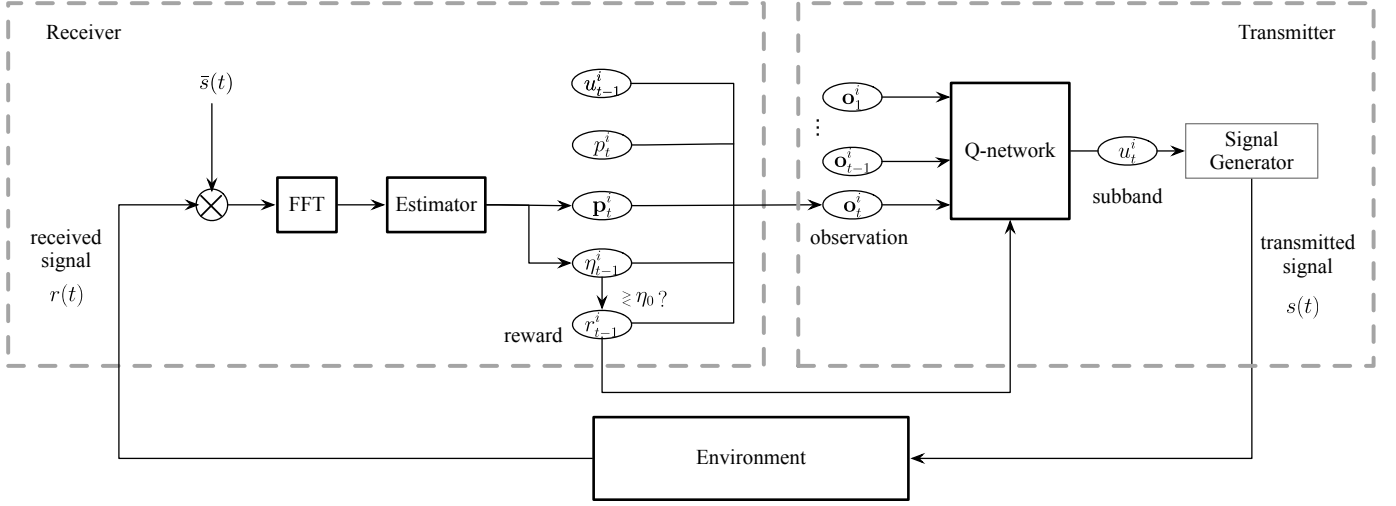 Receiver
Transmitter
s̄(t)
u^i_{t−1}
p^i_t
𝐩^i_t
η^i_{t−1}
≷ η_0 ?
r^i_{t−1}
reward
FFT
Estimator
received
signal
r(t)
𝐨^i_1
⋮
𝐨^i_{t−1}
𝐨^i_t
observation
Q-network
u^i_t
subband
Signal
Generator
transmitted
signal
s(t)
Environment